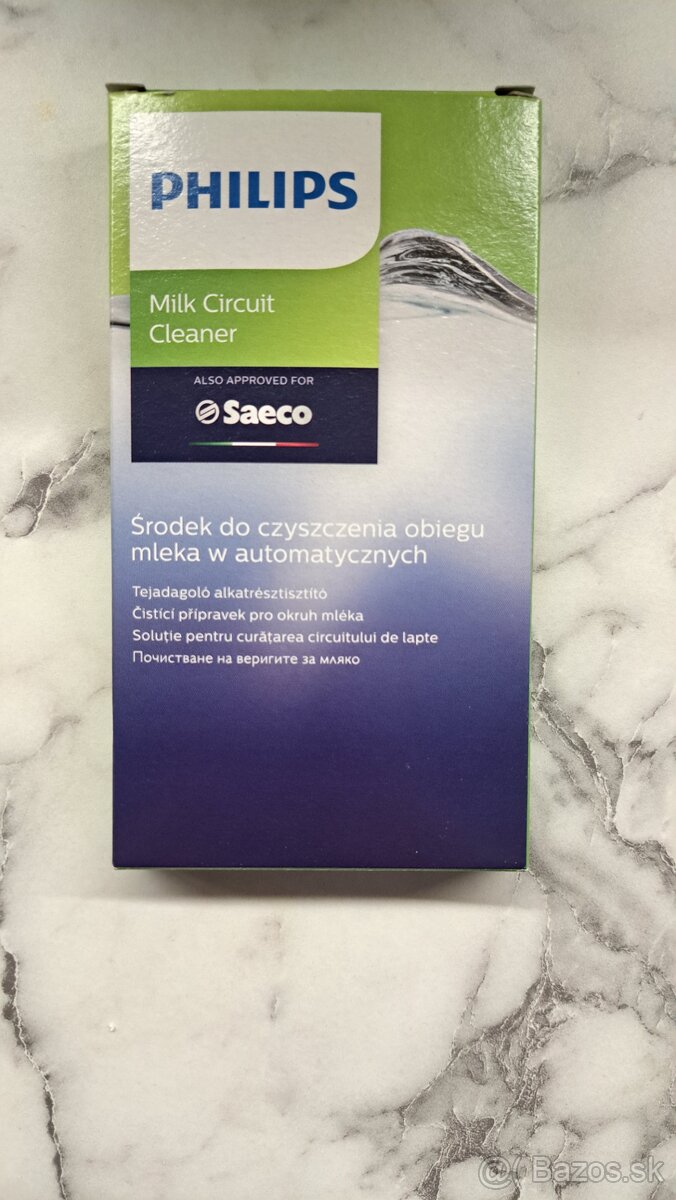 PHILIPS
Milk Circuit
Cleaner
ALSO APPROVED FOR
Saeco
Środek do czyszczenia obiegu
mleka w automatycznych
Tejadagoló alkatrésztisztító
Čistící přípravek pro okruh mléka
Soluție pentru curățarea circuitului de lapte
Почистване на веригите за мляко
@ Bazos.sk